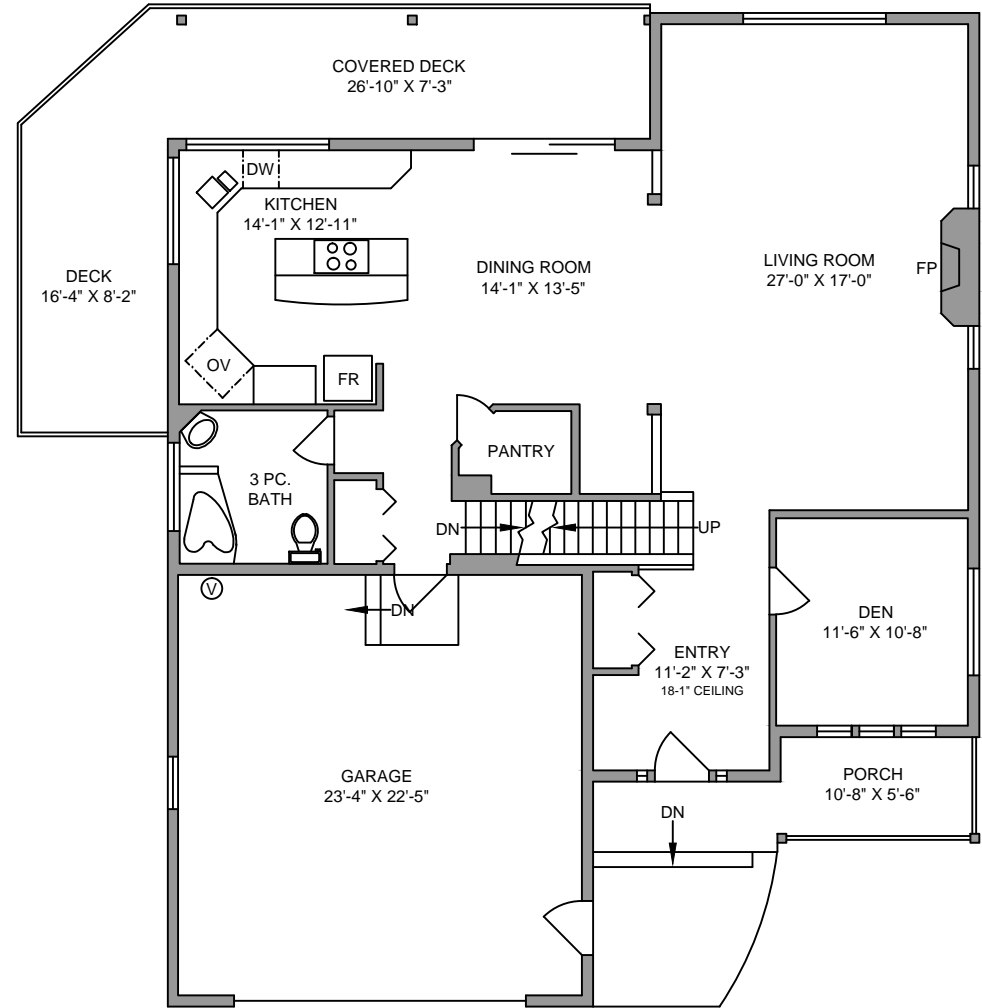 COVERED DECK
26'-10" X 7'-3"
DW
KITCHEN
14'-1" X 12'-11"
DECK
16'-4" X 8'-2"
DINING ROOM
14'-1" X 13'-5"
LIVING ROOM
27'-0" X 17'-0"
FP
OV
FR
PANTRY
3 PC.
BATH
DN
UP
V
DN
DEN
11'-6" X 10'-8"
ENTRY
11'-2" X 7'-3"
18-1" CEILING
GARAGE
23'-4" X 22'-5"
PORCH
10'-8" X 5'-6"
DN